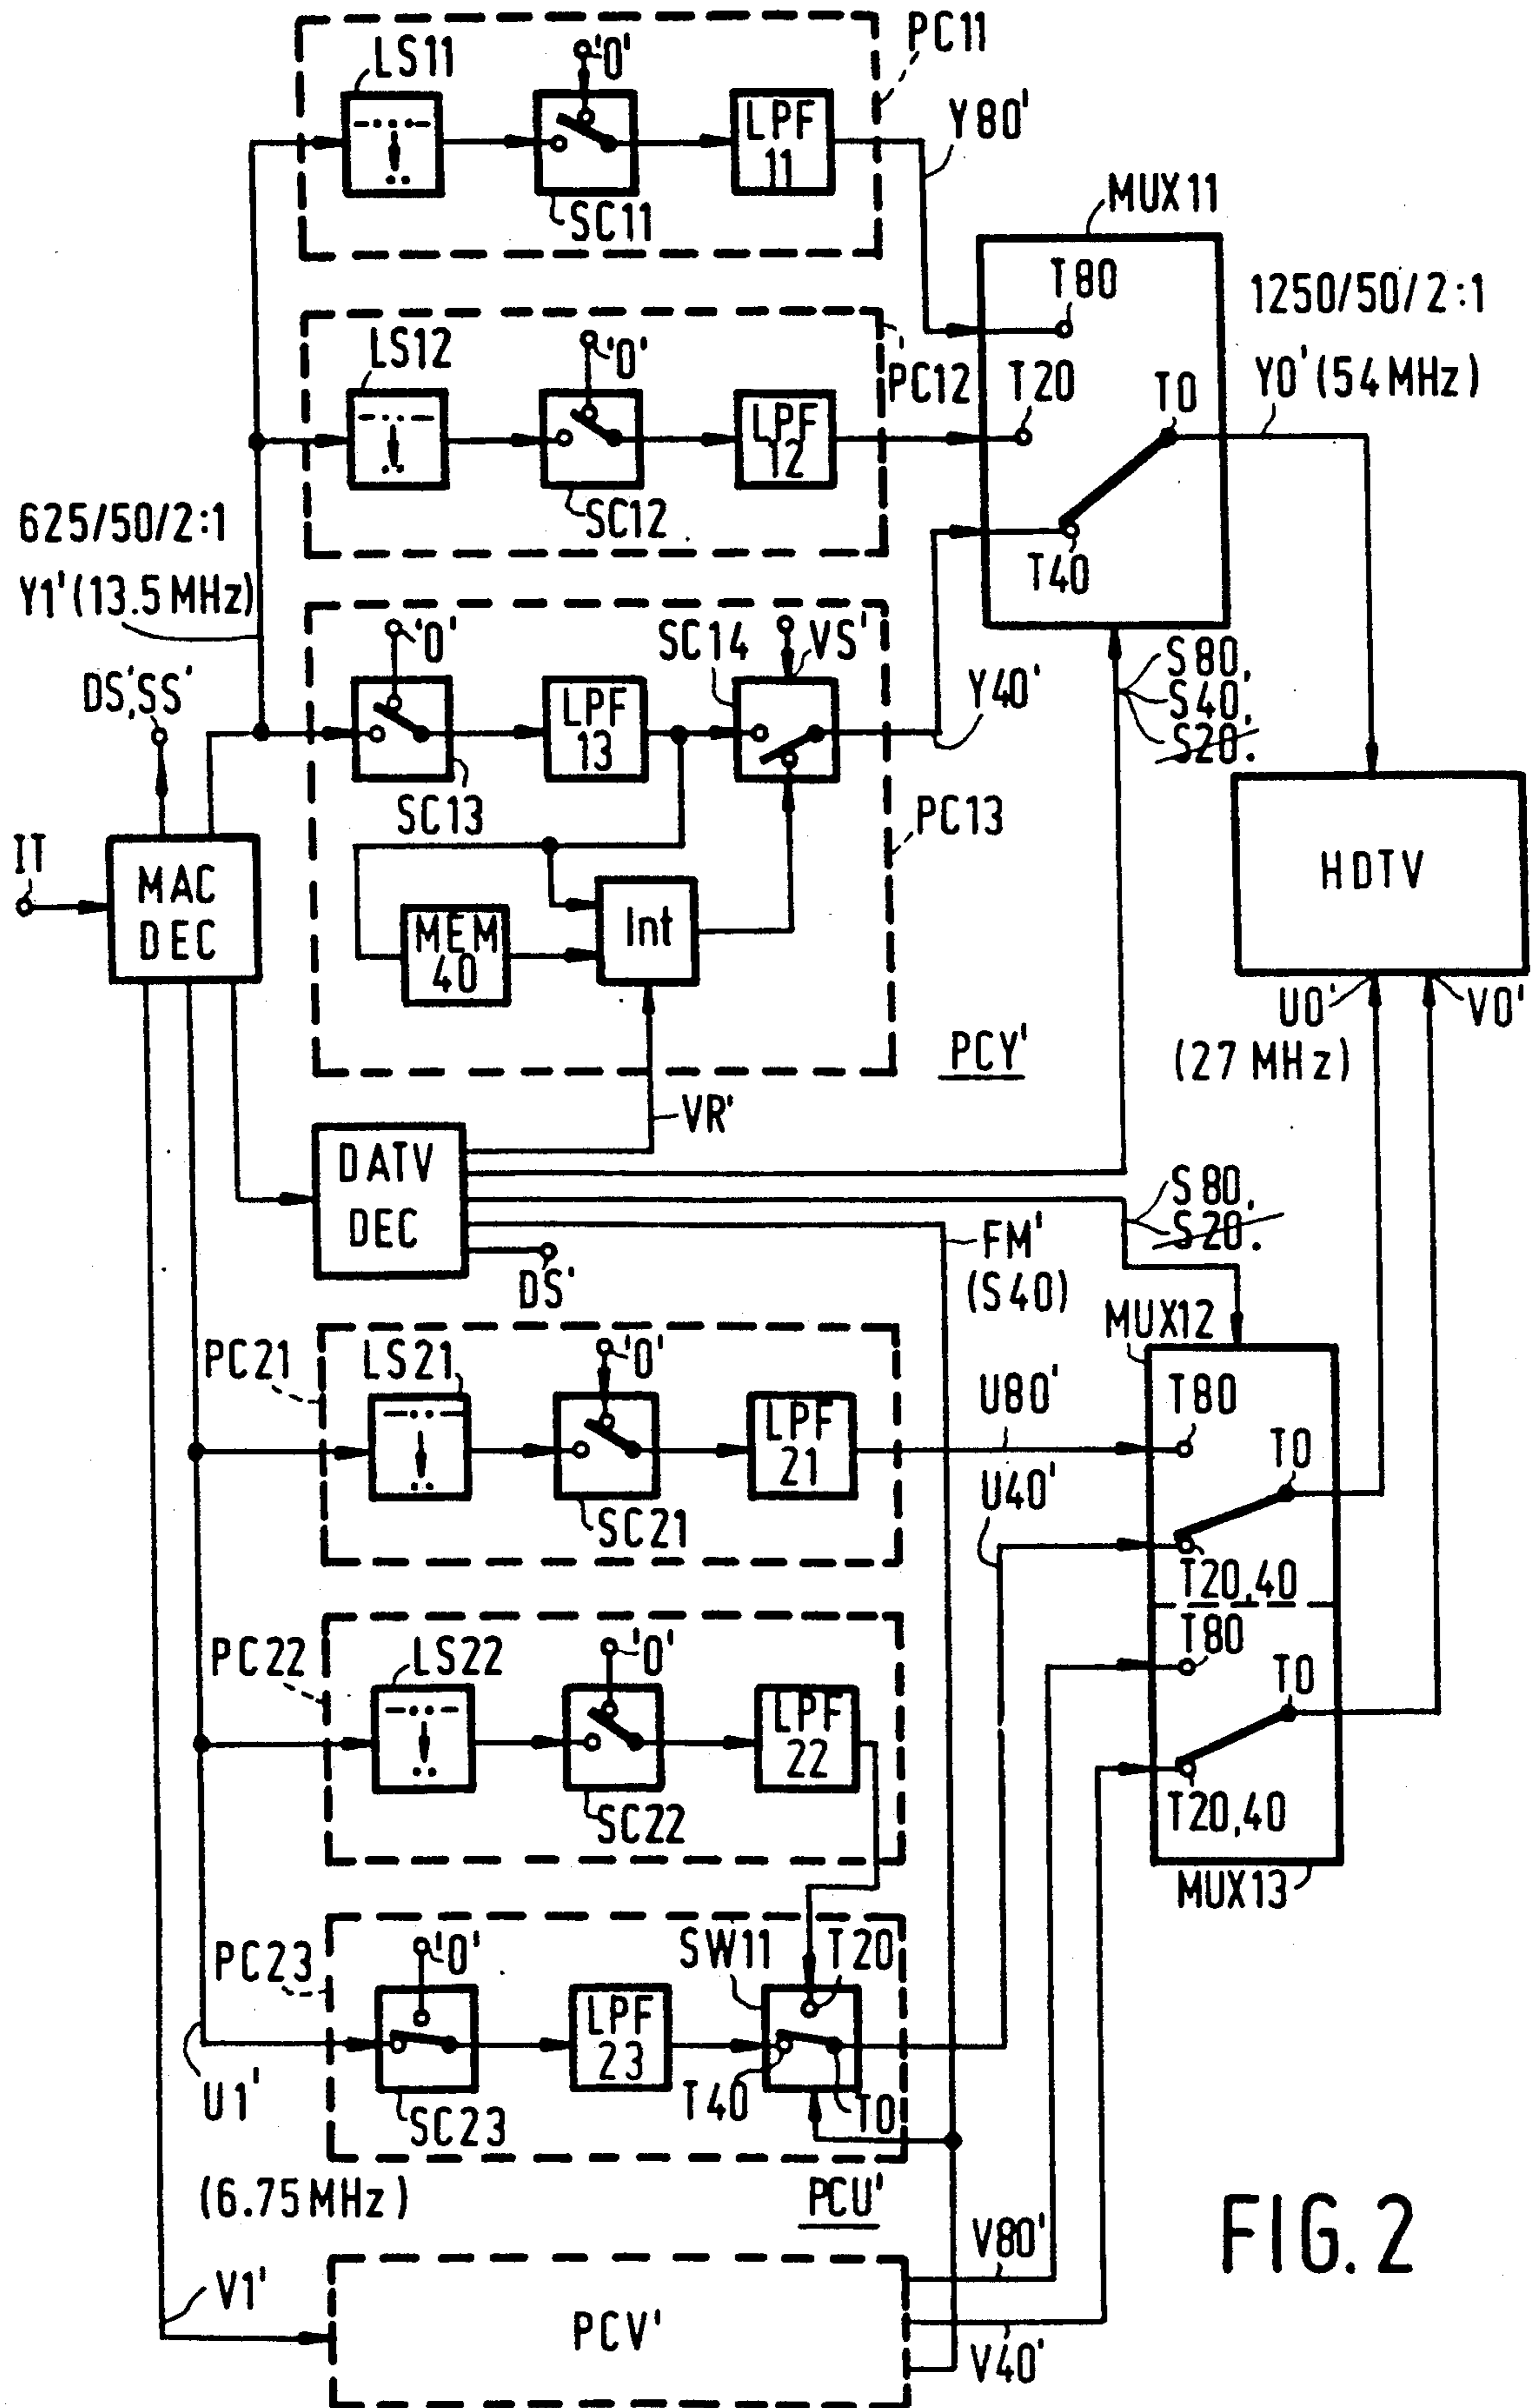 PC11
LS11
'0'
LPF
11
SC11
Y80'
MUX11
T80
1250/50/2:1
LS12
'0'
PC12
T20
T0
Y0' (54 MHz)
LPF
12
SC12
T40
625/50/2:1
Y1' (13.5 MHz)
'0'
SC14
VS'
S80,
S40,
S20'.
DS',SS'
LPF
13
Y40'
SC13
PC13
IT
MAC
DEC
MEM
40
Int
HDTV
U0'
V0'
(27 MHz)
PCY'
VR'
DATV
DEC
S80,
S20'.
FM'
(S40)
DS'
MUX12
PC21
LS21
'0'
U80'
T80
LPF
21
T0
U40'
SC21
T20,40
PC22
LS22
'0'
T80
T0
LPF
22
SC22
T20,40
MUX13
PC23
'0'
SW11
T20
LPF
23
U1'
SC23
T40
T0
(6.75 MHz)
PCU'
V80'
FIG. 2
V1'
PCV'
V40'